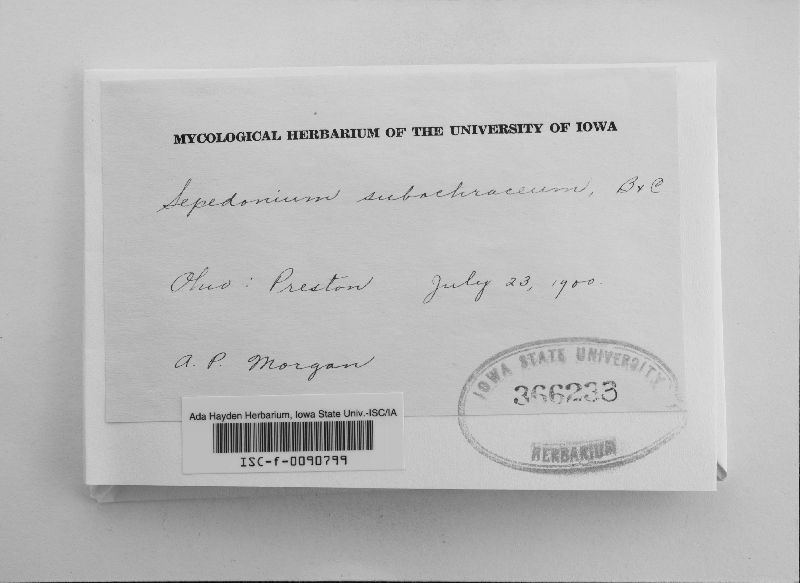 MYCOLOGICAL HERBARIUM OF THE UNIVERSITY OF IOWA
Sepedonium subochraceum, B & C
Ohio : Preston July 23, 1900.
A. P. Morgan
IOWA STATE UNIVERSITY
366233
HERBARIUM
Ada Hayden Herbarium, Iowa State Univ.-ISC/IA
ISC-f-0090799